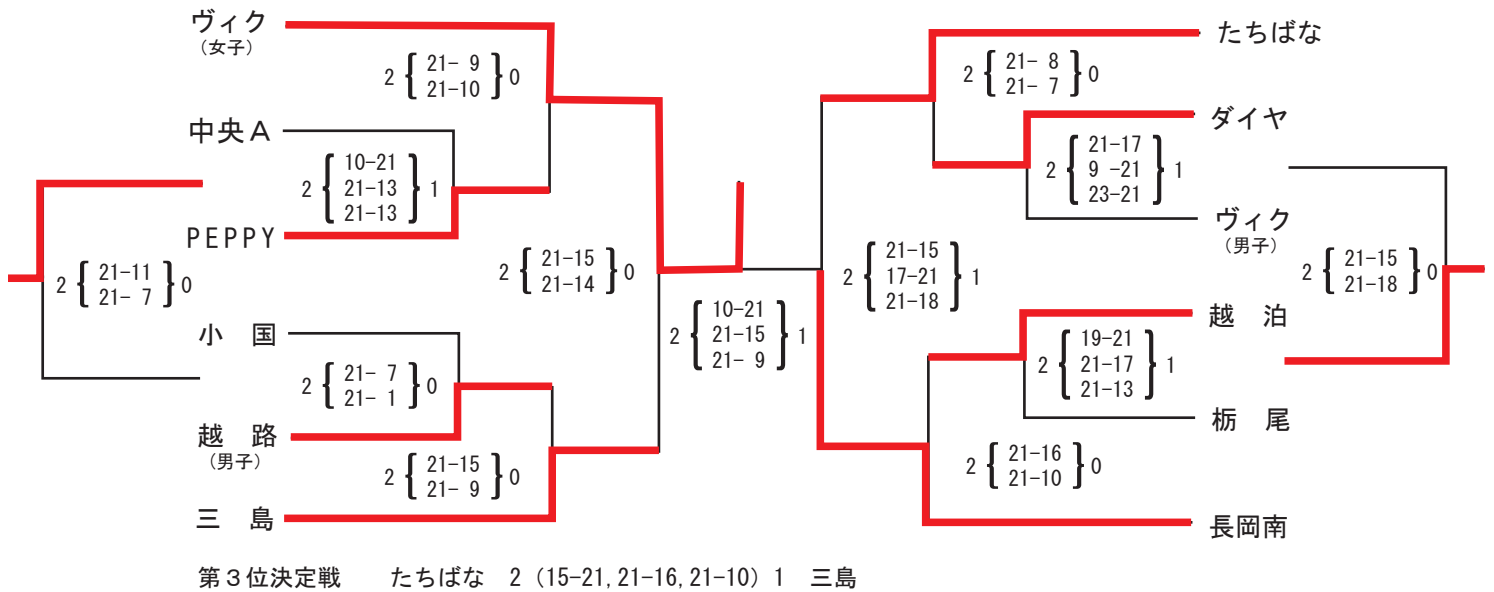 ヴィク
(女子)
2 { 21- 9 } 0
21-10
中央A
2 { 10-21 } 1
21-13
21-13
PEPPY
2 { 21-11 } 0
21- 7
2 { 21-15 } 0
21-14
小 国
2 { 21- 7 } 0
21- 1
越 路
(男子)
2 { 21-15 } 0
21- 9
三 島
2 { 10-21 } 1
21-15
21- 9
たちばな
2 { 21- 8 } 0
21- 7
ダイヤ
2 { 21-17 } 1
9 -21
23-21
ヴィク
(男子)
2 { 21-15 } 1
17-21
21-18
2 { 21-15 } 0
21-18
越 泊
2 { 19-21 } 1
21-17
21-13
栃 尾
2 { 21-16 } 0
21-10
長岡南
第3位決定戦 たちばな 2 (15-21,21-16,21-10) 1 三島